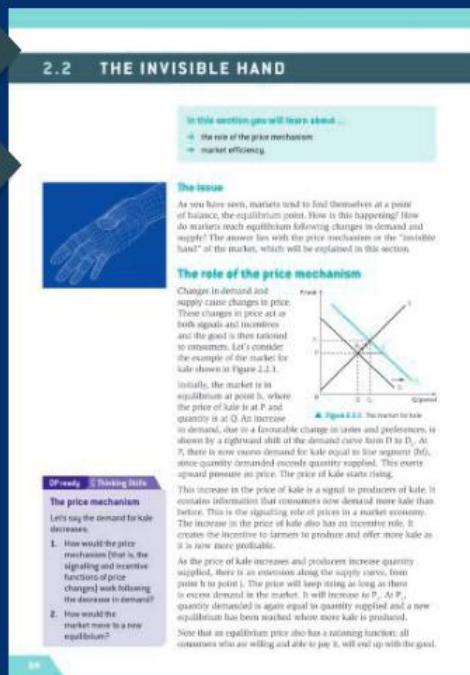 2.2 THE INVISIBLE HAND
In this section you will learn about ...
the role of the price mechanism
market efficiency.
The issue
As you have seen, markets tend to find themselves at a point
of balance, the equilibrium point. How is this happening? How
do markets reach equilibrium following changes in demand and
supply? The answer lies with the price mechanism or the "invisible
hand" of the market, which will be explained in this section.
The role of the price mechanism
Changes in demand and
supply cause changes in price.
These changes in price act as
both signals and incentives
and the good is then rationed
to consumers. Let's consider
the example of the market for
kale shown in Figure 2.2.1.
Initially, the market is in
equilibrium at point h, where
the price of kale is at P and
quantity is at Q. An increase
Figure 2.2.1 The market for kale
in demand, due to a favourable change in tastes and preferences, is
shown by a rightward shift of the demand curve from D to D₁. At
P, there is now excess demand for kale equal to line segment (hf),
since quantity demanded exceeds quantity supplied. This exerts
upward pressure on price. The price of kale starts rising.
This increase in the price of kale is a signal to producers of kale. It
contains information that consumers now demand more kale than
before. This is the signalling role of prices in a market economy.
The increase in the price of kale also has an incentive role. It
creates the incentive to farmers to produce and offer more kale as
it is now more profitable.
As the price of kale increases and producers increase quantity
supplied, there is an extension along the supply curve, from
point h to point j. The price will keep rising as long as there
is excess demand in the market. It will increase to P₁. At P₁,
quantity demanded is again equal to quantity supplied and a new
equilibrium has been reached where more kale is produced.
Note that an equilibrium price also has a rationing function: all
consumers who are willing and able to pay it, will end up with the good.
DP ready Thinking Skills
The price mechanism
Let's say the demand for kale
decreases.
1. How would the price
mechanism (that is, the
signalling and incentive
functions of price
changes) work following
the decrease in demand?
2. How would the
market move to a new
equilibrium?